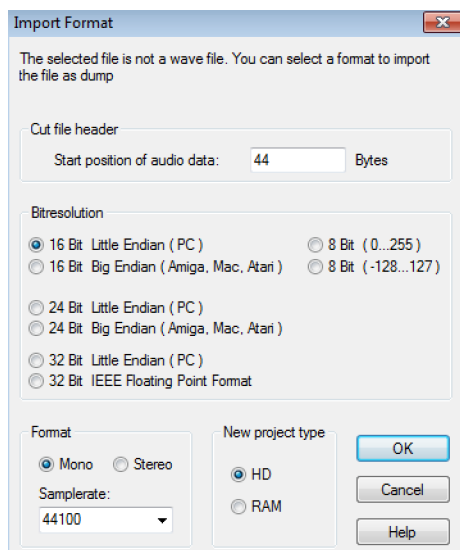 Import Format
The selected file is not a wave file. You can select a format to import
the file as dump
Cut file header
Start position of audio data: 44 Bytes
Bitresolution
16 Bit Little Endian ( PC ) 8 Bit ( 0...255 )
16 Bit Big Endian ( Amiga, Mac, Atari ) 8 Bit ( -128...127 )
24 Bit Little Endian ( PC )
24 Bit Big Endian ( Amiga, Mac, Atari )
32 Bit Little Endian ( PC )
32 Bit IEEE Floating Point Format
Format
Mono Stereo
Samplerate:
44100
New project type
HD
RAM
OK
Cancel
Help